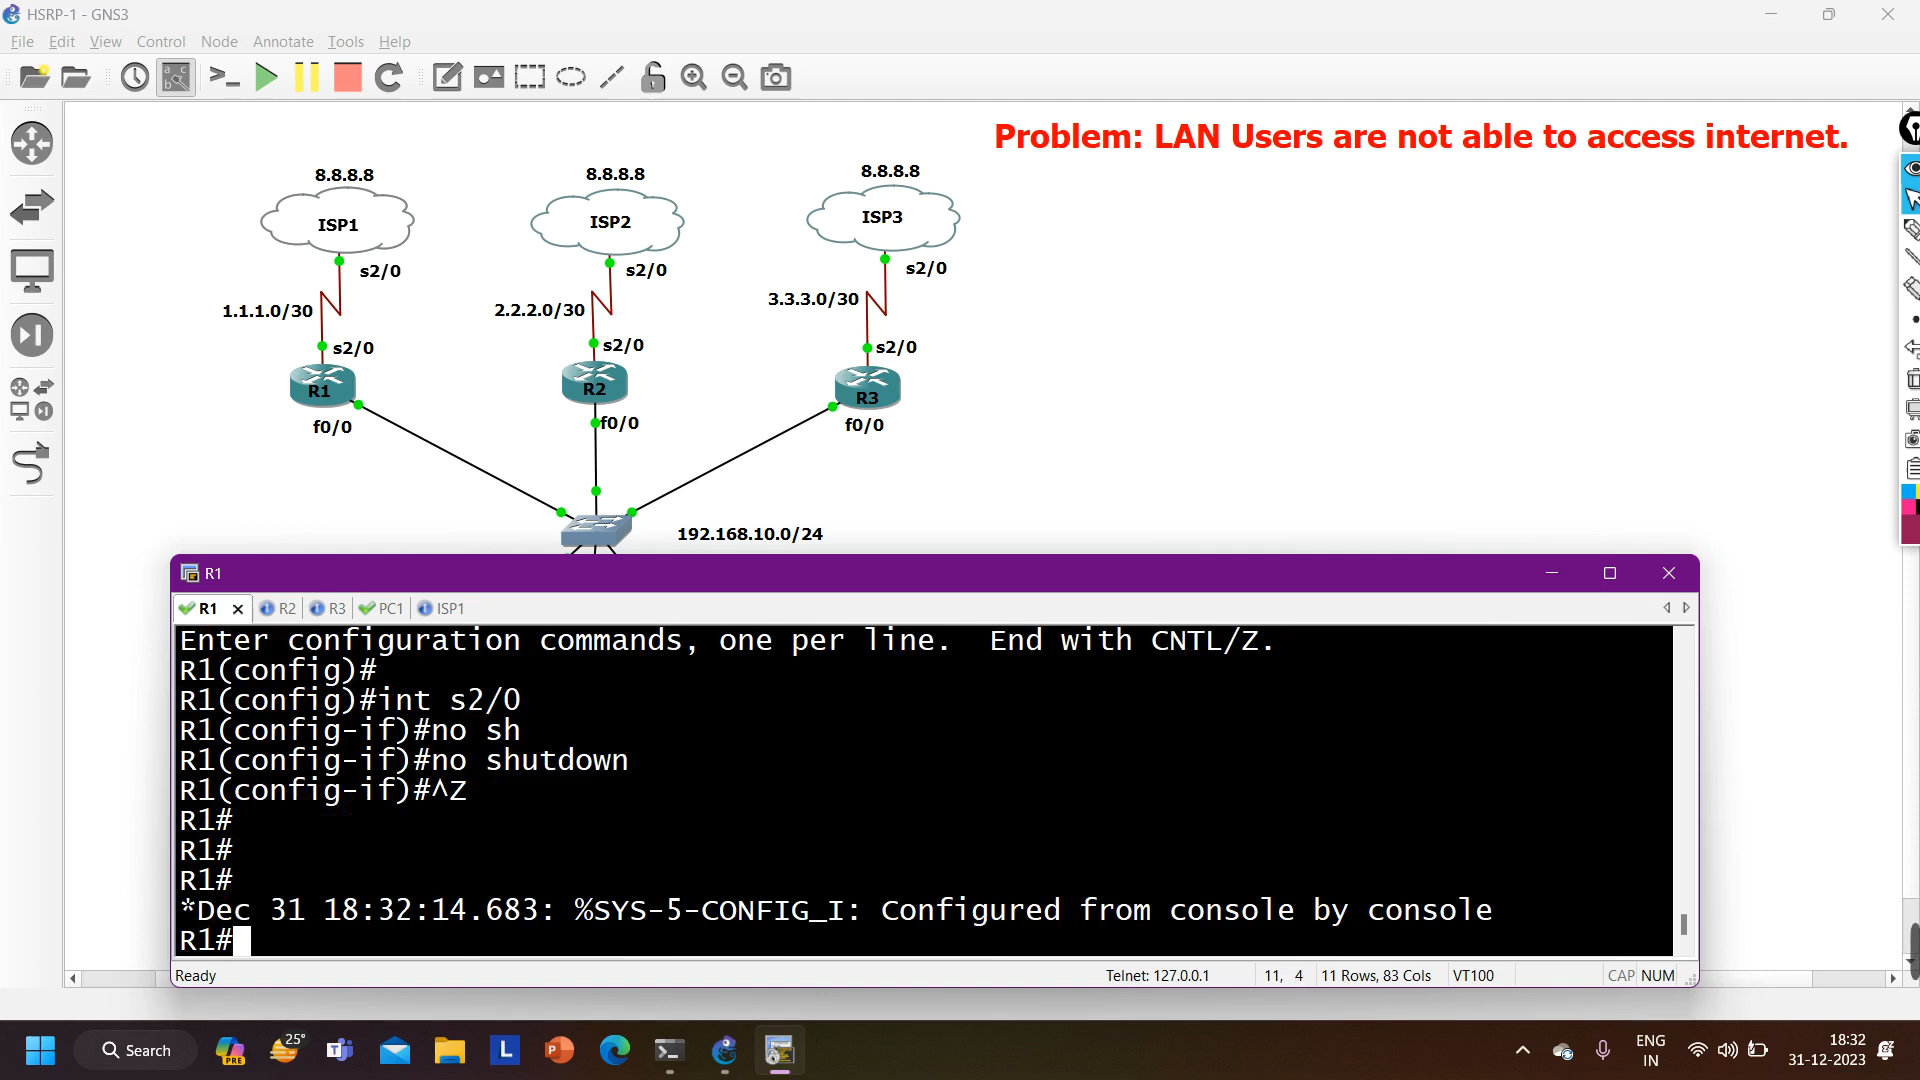 HSRP-1 - GNS3
File Edit View Control Node Annotate Tools Help
Problem: LAN Users are not able to access internet.
8.8.8.8 8.8.8.8 8.8.8.8
ISP1 ISP2 ISP3
s2/0 s2/0 s2/0
1.1.1.0/30 2.2.2.0/30 3.3.3.0/30
s2/0 s2/0 s2/0
R1 R2 R3
f0/0 f0/0 f0/0
192.168.10.0/24
R1
R1 R2 R3 PC1 ISP1
Enter configuration commands, one per line.  End with CNTL/Z.
R1(config)#
R1(config)#int s2/0
R1(config-if)#no sh
R1(config-if)#no shutdown
R1(config-if)#^Z
R1#
R1#
R1#
*Dec 31 18:32:14.683: %SYS-5-CONFIG_I: Configured from console by console
R1#
Ready Telnet: 127.0.0.1 11, 4 11 Rows, 83 Cols VT100 CAP NUM
Search PRE 25° L ENG IN 18:32 31-12-2023